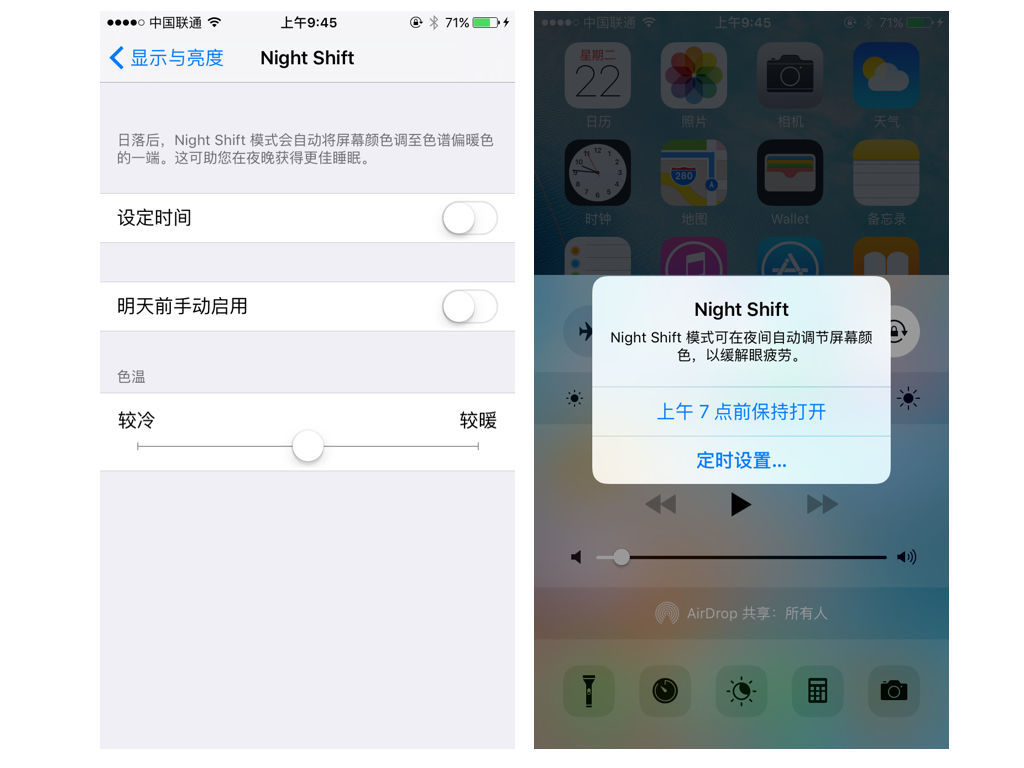 中国联通
上午9:45
71%
显示与亮度
Night Shift
日落后，Night Shift 模式会自动将屏幕颜色调至色谱偏暖色
的一端。这可助您在夜晚获得更佳睡眠。
设定时间
明天前手动启用
色温
较冷
较暖
中国联通
上午9:45
71%
星期二
22
日历
照片
相机
天气
280
时钟
地图
Wallet
备忘录
Night Shift
Night Shift 模式可在夜间自动调节屏幕颜
色，以缓解眼疲劳。
上午 7 点前保持打开
定时设置...
AirDrop 共享：所有人